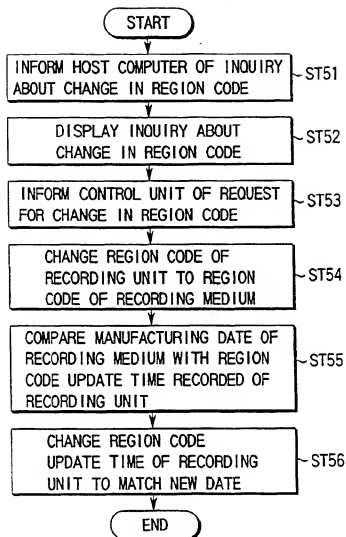 START
INFORM HOST COMPUTER OF INQUIRY
ABOUT CHANGE IN REGION CODE
ST51
DISPLAY INQUIRY ABOUT
CHANGE IN REGION CODE
ST52
INFORM CONTROL UNIT OF REQUEST
FOR CHANGE IN REGION CODE
ST53
CHANGE REGION CODE OF
RECORDING UNIT TO REGION
CODE OF RECORDING MEDIUM
ST54
COMPARE MANUFACTURING DATE OF
RECORDING MEDIUM WITH REGION
CODE UPDATE TIME RECORDED OF
RECORDING UNIT
ST55
CHANGE REGION CODE
UPDATE TIME OF RECORDING
UNIT TO MATCH NEW DATE
ST56
END